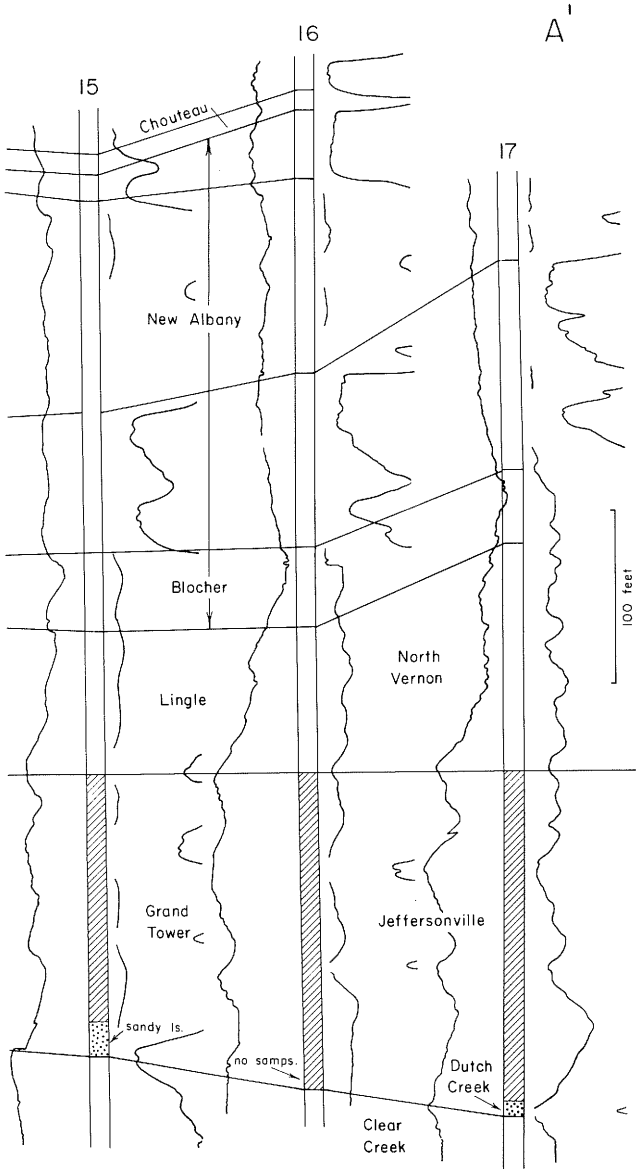 A'
16
15
Chouteau
17
New Albany
100 feet
Blocher
North
Vernon
Lingle
Grand
Tower
Jeffersonville
sandy ls.
no samps.
Dutch
Creek
Clear
Creek